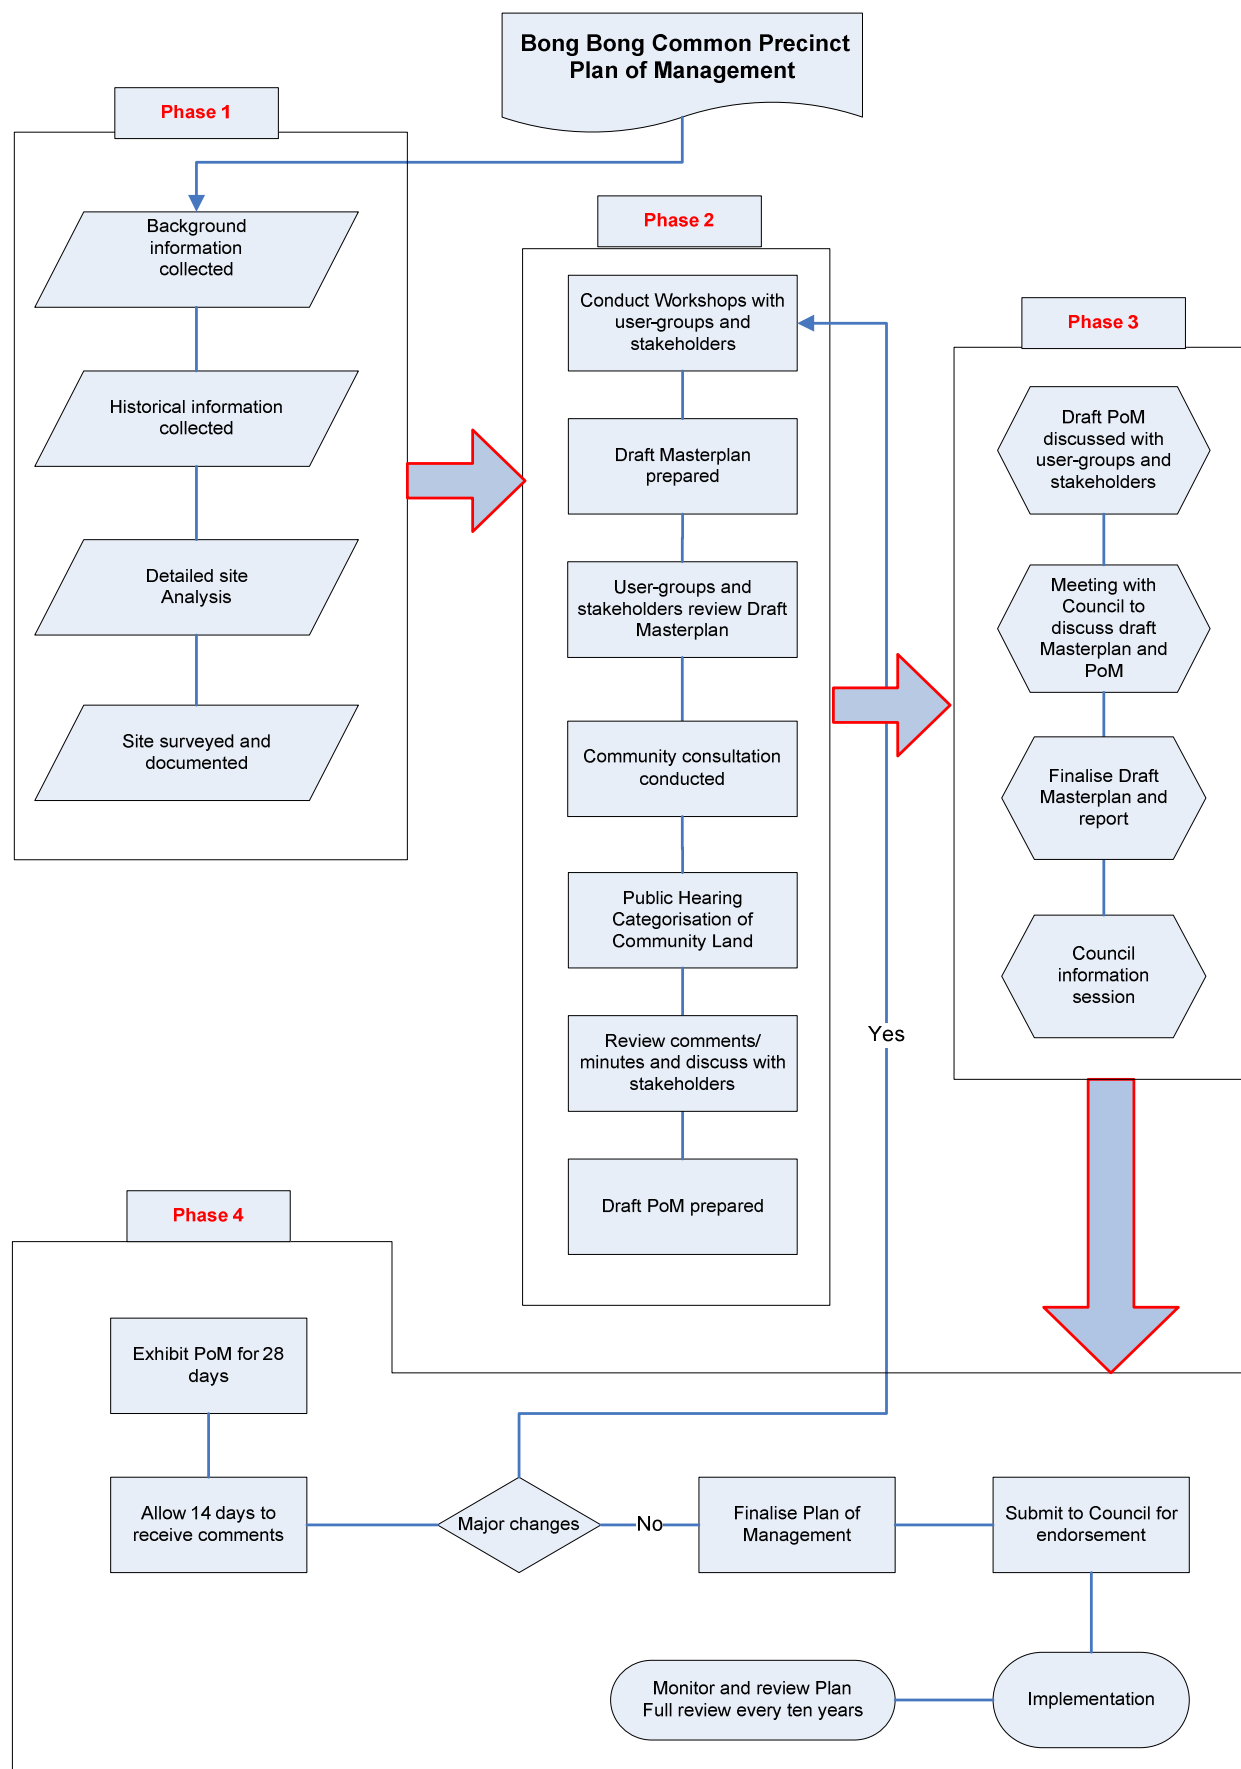 Bong Bong Common Precinct
Plan of Management
Phase 1
Background
information
collected
Historical information
collected
Detailed site
Analysis
Site surveyed and
documented
Phase 2
Conduct Workshops with
user-groups and
stakeholders
Draft Masterplan
prepared
User-groups and
stakeholders review Draft
Masterplan
Community consultation
conducted
Public Hearing
Categorisation of
Community Land
Review comments/
minutes and discuss with
stakeholders
Draft PoM prepared
Phase 3
Draft PoM
discussed with
user-groups and
stakeholders
Meeting with
Council to
discuss draft
Masterplan and
PoM
Finalise Draft
Masterplan and
report
Council
information
session
Yes
Phase 4
Exhibit PoM for 28
days
Allow 14 days to
receive comments
Major changes
No
Finalise Plan of
Management
Submit to Council for
endorsement
Implementation
Monitor and review Plan
Full review every ten years